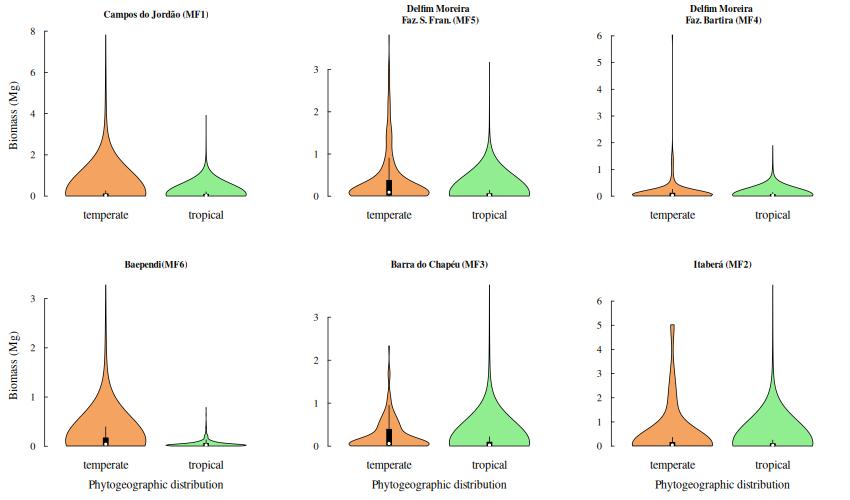 Campos do Jordão (MF1)
Delfim Moreira
Faz. S. Fran. (MF5)
Delfim Moreira
Faz. Bartira (MF4)
Biomass (Mg)
8
6
4
2
0
temperate
tropical
3
2
1
0
temperate
tropical
6
5
4
3
2
1
0
temperate
tropical
Baependi(MF6)
Barra do Chapéu (MF3)
Itaberá (MF2)
Biomass (Mg)
3
2
1
0
temperate
tropical
Phytogeographic distribution
3
2
1
0
temperate
tropical
Phytogeographic distribution
6
5
4
3
2
1
0
temperate
tropical
Phytogeographic distribution